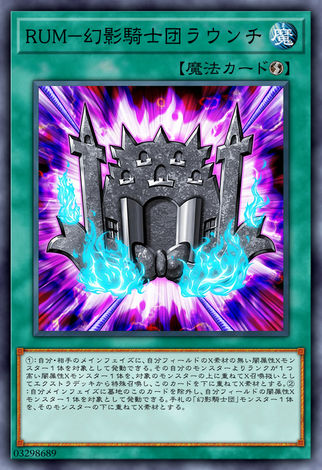 RUM－幻影騎士団ラウンチ
魔
【魔法カード】
①：自分・相手のメインフェイズに、自分フィールドのX素材の無い闇属性Xモン
スター１体を対象として発動できる。その自分のモンスターよりランクが１つ
高い闇属性Xモンスター１体を、対象のモンスターの上に重ねてX召喚扱いとし
てエクストラデッキから特殊召喚し、このカードを下に重ねてX素材とする。②：
自分メインフェイズに墓地のこのカードを除外し、自分フィールドの闇属性X
モンスター１体を対象として発動できる。手札の「幻影騎士団」モンスター１体
を、そのモンスターの下に重ねてX素材とする。
03298689